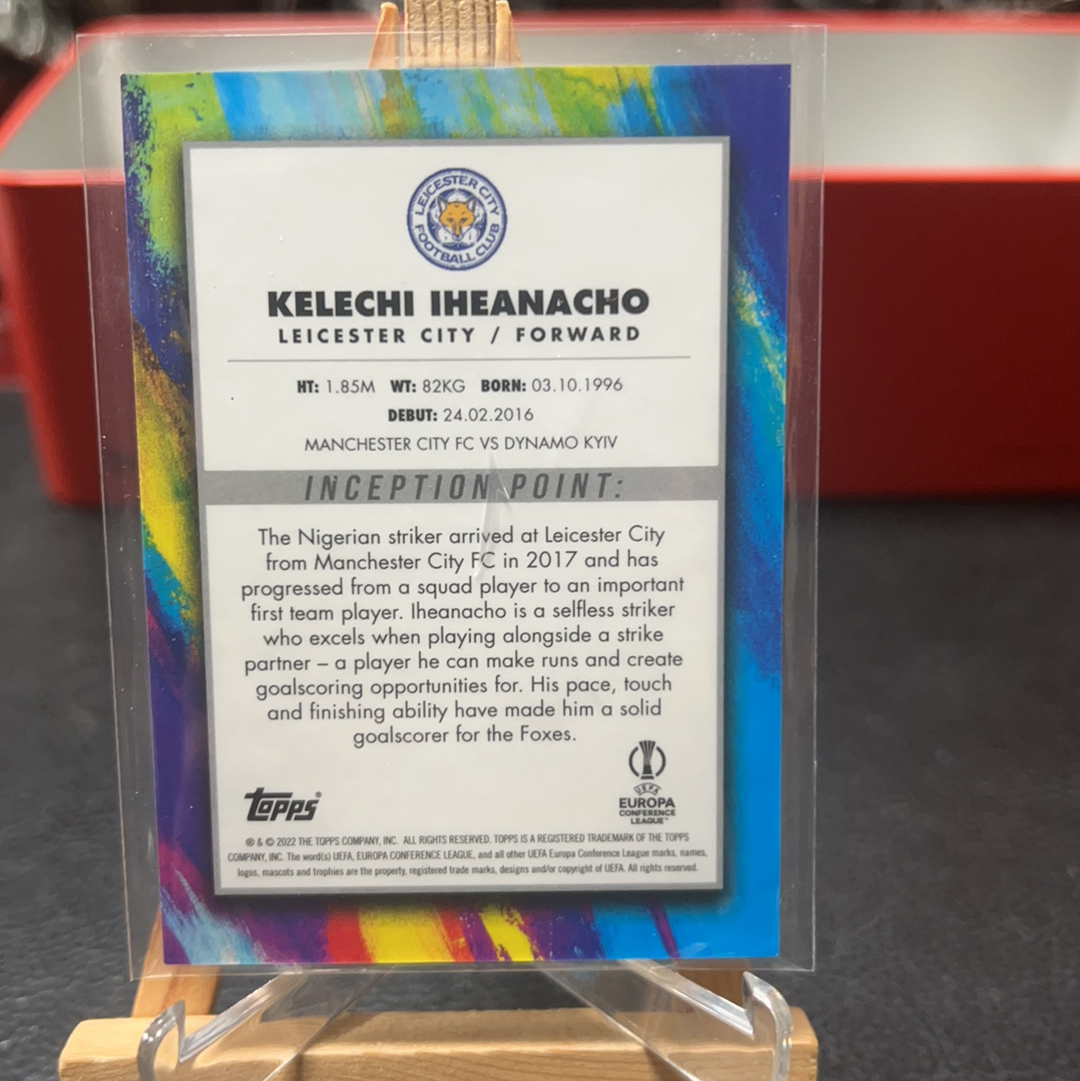 LEICESTER CITY
FOOTBALL CLUB
KELECHI IHEANACHO
LEICESTER CITY / FORWARD
HT: 1.85M WT: 82KG BORN: 03.10.1996
DEBUT: 24.02.2016
MANCHESTER CITY FC VS DYNAMO KYIV
INCEPTION POINT:
The Nigerian striker arrived at Leicester City
from Manchester City FC in 2017 and has
progressed from a squad player to an important
first team player. Iheanacho is a selfless striker
who excels when playing alongside a strike
partner – a player he can make runs and create
goalscoring opportunities for. His pace, touch
and finishing ability have made him a solid
goalscorer for the Foxes.
Topps®
UEFA
EUROPA
CONFERENCE
LEAGUE™
® & © 2022 THE TOPPS COMPANY, INC. ALL RIGHTS RESERVED. TOPPS IS A REGISTERED TRADEMARK OF THE TOPPS
COMPANY, INC. The word(s) UEFA, EUROPA CONFERENCE LEAGUE, and all other UEFA Europa Conference League marks, names,
logos, mascots and trophies are the property, registered trade marks, designs and/or copyright of UEFA. All rights reserved.